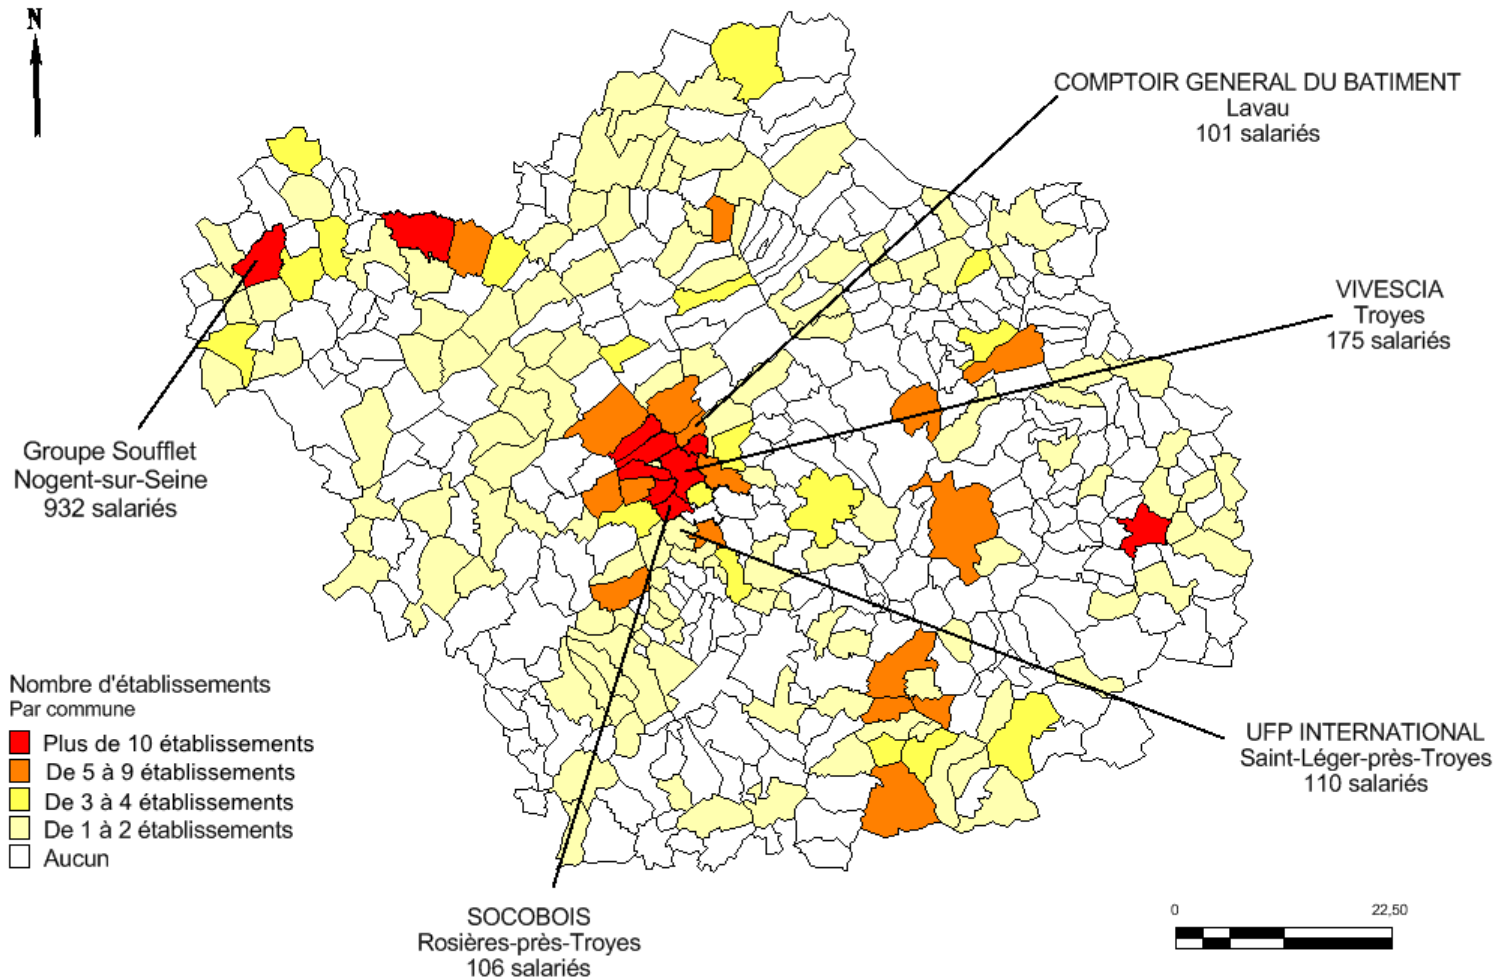 N
COMPTOIR GENERAL DU BATIMENT
Lavau
101 salariés
VIVESCIA
Troyes
175 salariés
Groupe Soufflet
Nogent-sur-Seine
932 salariés
Nombre d'établissements
Par commune
Plus de 10 établissements
De 5 à 9 établissements
De 3 à 4 établissements
De 1 à 2 établissements
Aucun
UFP INTERNATIONAL
Saint-Léger-près-Troyes
110 salariés
SOCOBOIS
Rosières-près-Troyes
106 salariés
0 22,50